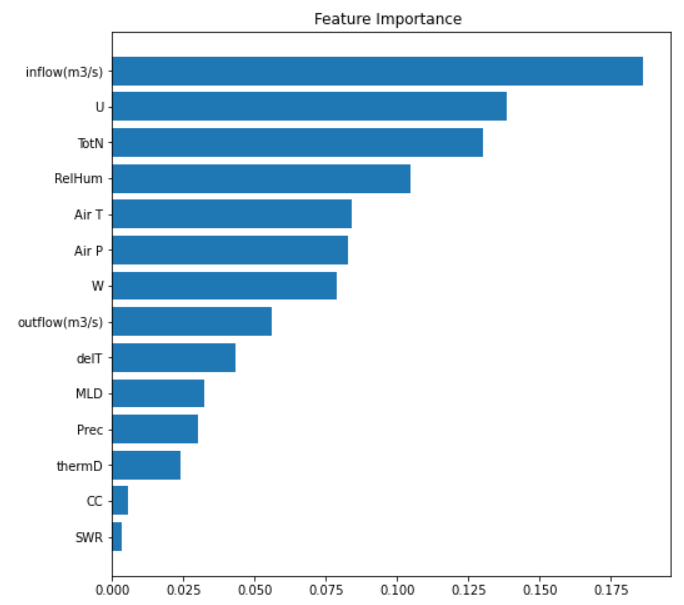 Feature Importance
inflow(m3/s)
U
TotN
RelHum
Air T
Air P
W
outflow(m3/s)
delT
MLD
Prec
thermD
CC
SWR
0.000 0.025 0.050 0.075 0.100 0.125 0.150 0.175